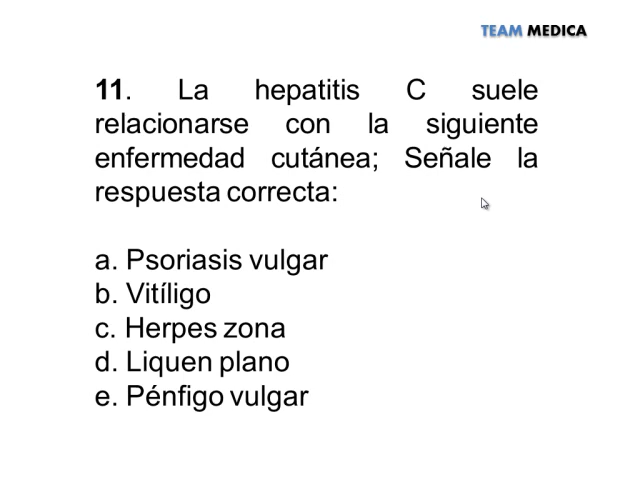 TEAM MEDICA
11. La hepatitis C suele
relacionarse con la siguiente
enfermedad cutánea; Señale la
respuesta correcta:
a. Psoriasis vulgar
b. Vitíligo
c. Herpes zona
d. Liquen plano
e. Pénfigo vulgar